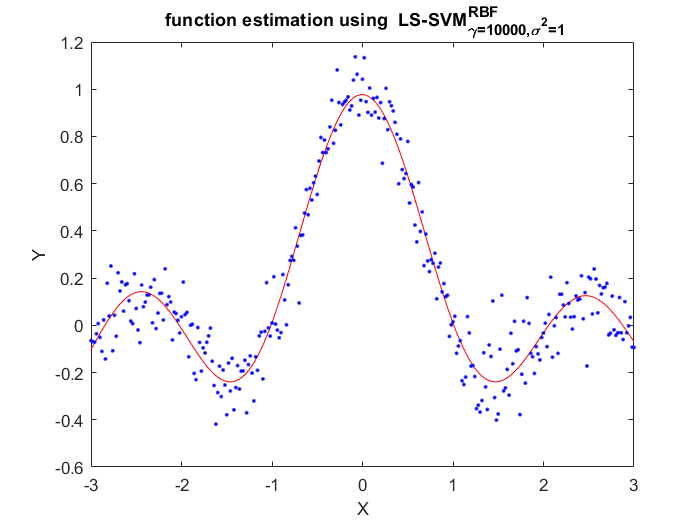 function estimation using LS-SVM^RBF_γ=10000,σ²=1
1.2
1
0.8
0.6
0.4
0.2
0
-0.2
-0.4
-0.6
Y
-3 -2 -1 0 1 2 3
X